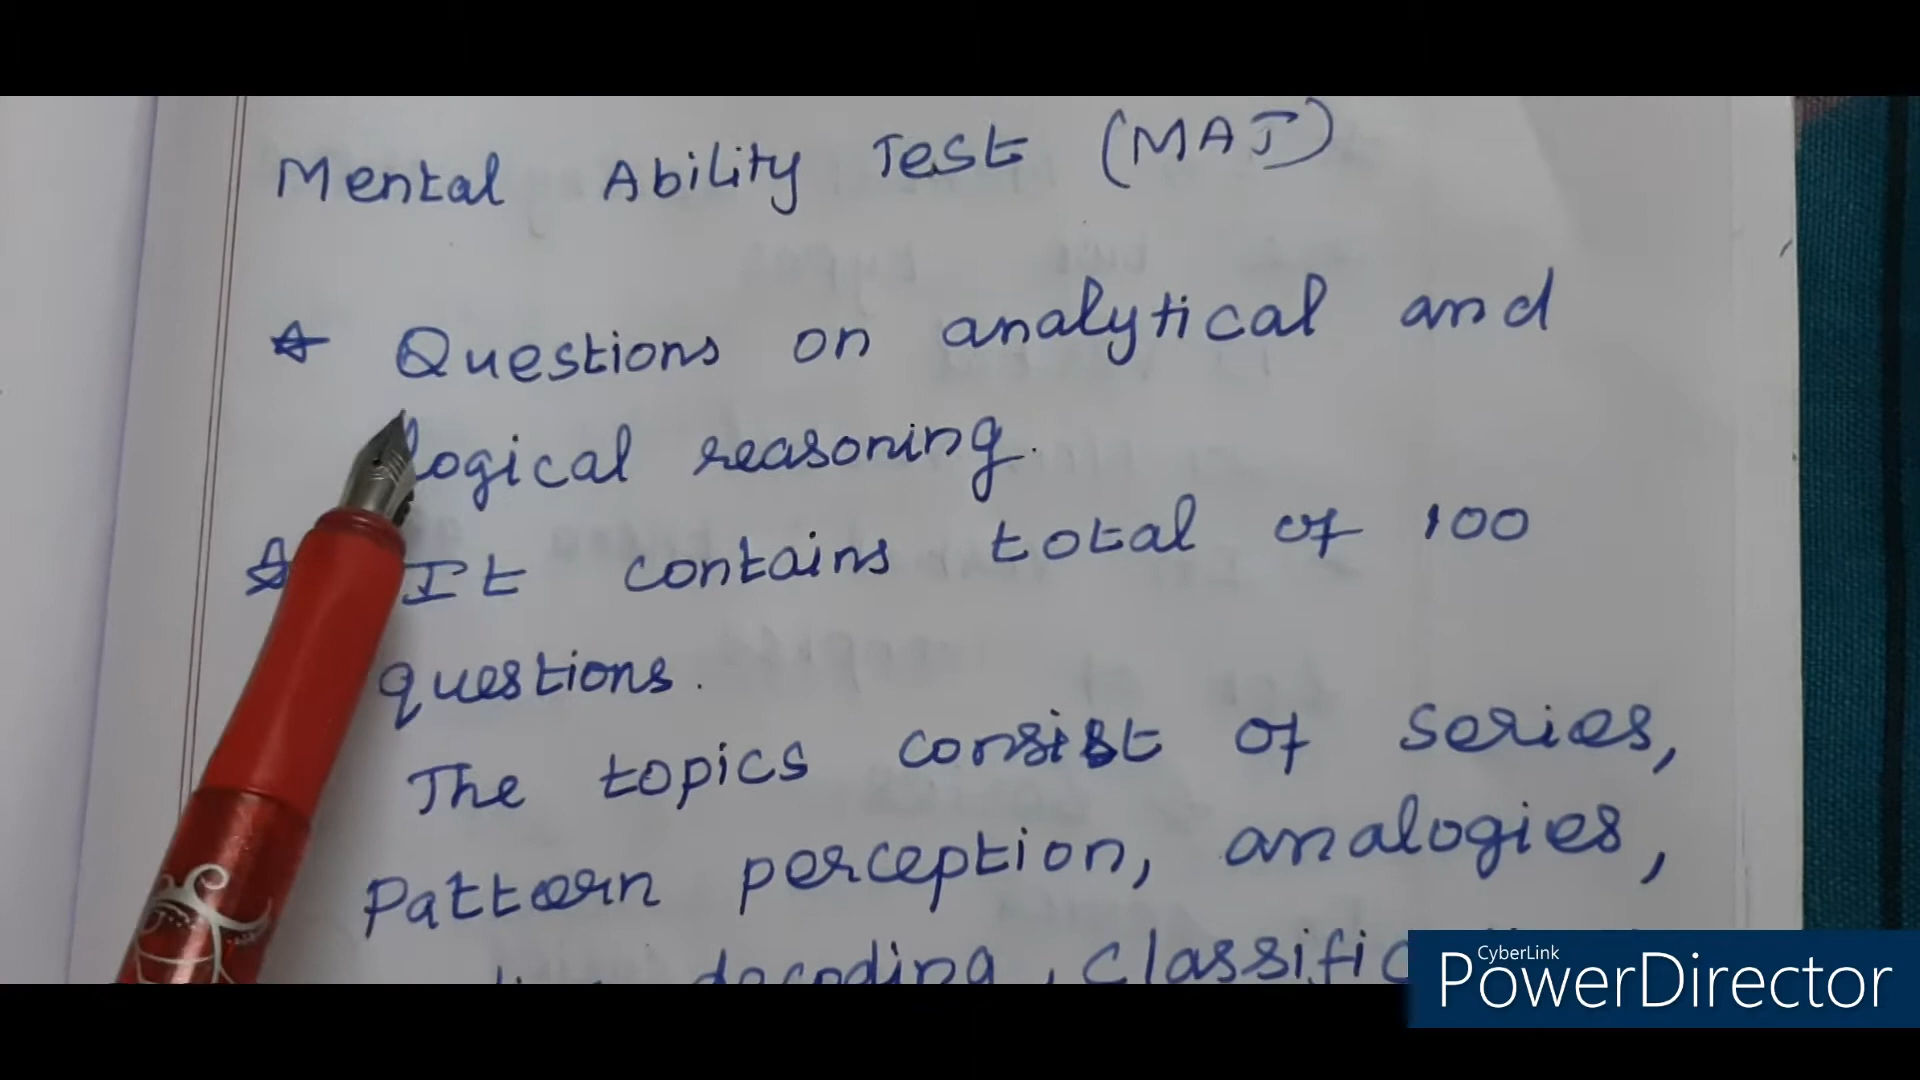 Mental Ability Test (MAT)
☆ Questions on analytical and
logical reasoning.
☆ It contains total of 100
questions.
The topics consist of series,
Pattern perception, analogies,
decoding,
CyberLink
PowerDirector